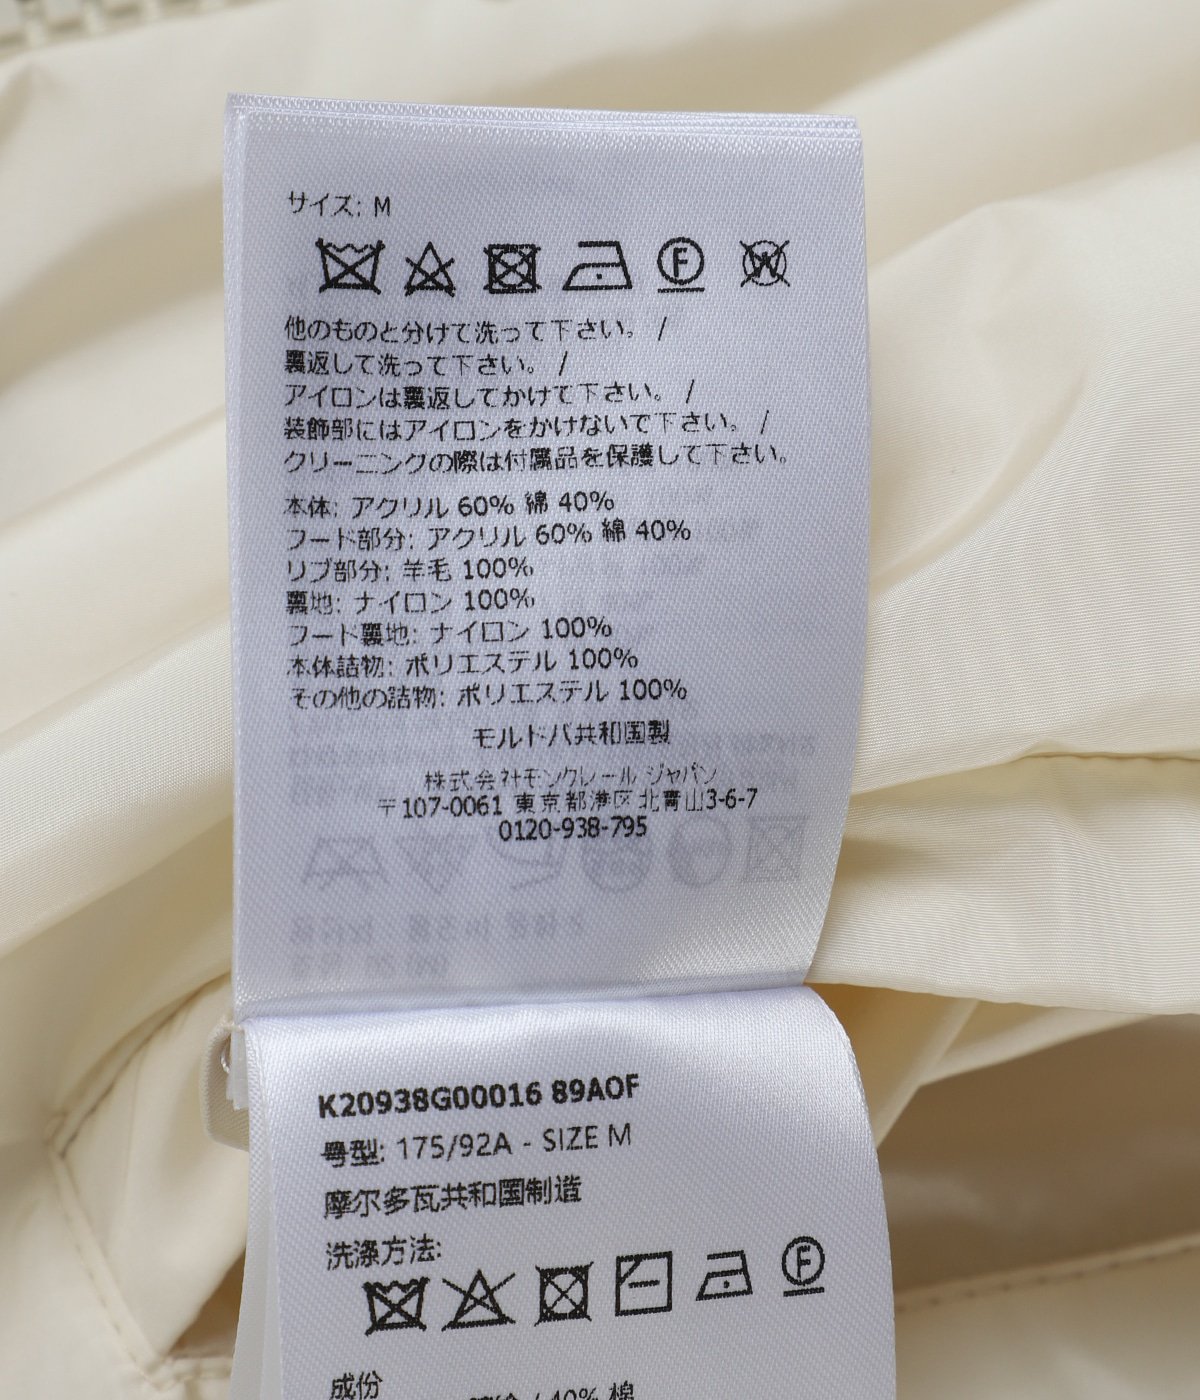 サイズ: M
F W
他のものと分けて洗って下さい。 /
裏返して洗って下さい。 /
アイロンは裏返してかけて下さい。 /
装飾部にはアイロンをかけないで下さい。 /
クリーニングの際は付属品を保護して下さい。
本体: アクリル 60% 綿 40%
フード部分: アクリル 60% 綿 40%
リブ部分: 羊毛 100%
裏地: ナイロン 100%
フード裏地: ナイロン 100%
本体詰物: ポリエステル 100%
その他の詰物: ポリエステル 100%
モルドバ共和国製
株式会社モンクレール ジャパン
〒107-0061 東京都港区北青山3-6-7
0120-938-795
K20938G00016 89AOF
号型: 175/92A - SIZE M
摩尔多瓦共和国制造
洗涤方法:
F
成份
/ 40% 棉